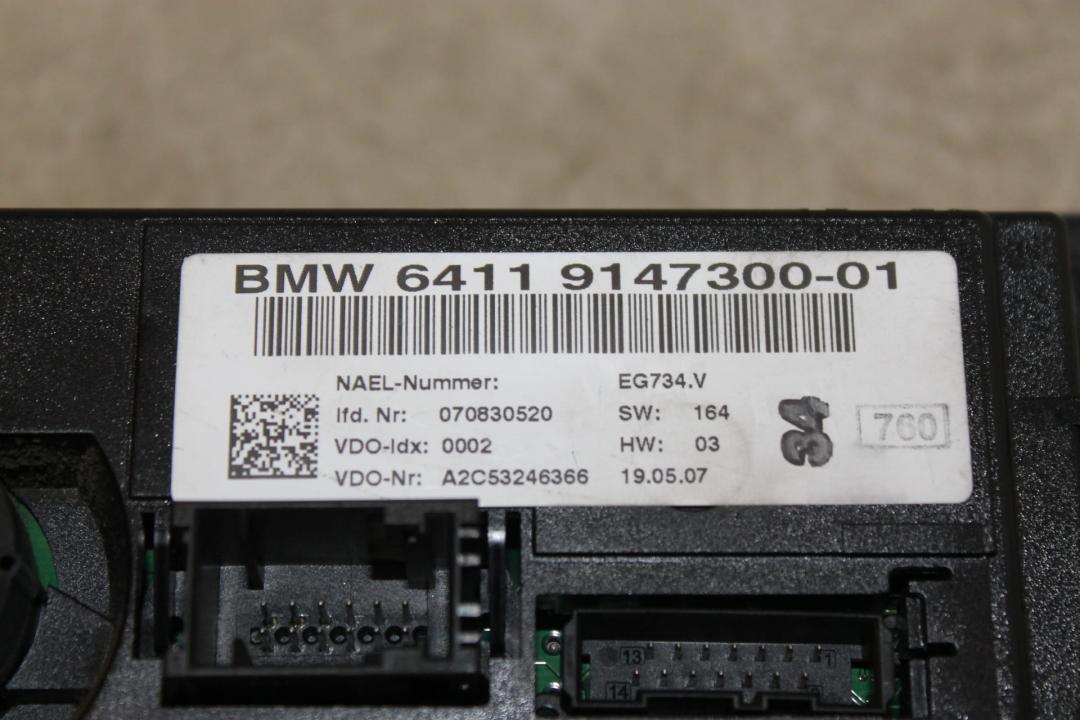 BMW 6411 9147300-01
NAEL-Nummer: EG734.V
lfd. Nr: 070830520 SW: 164
VDO-Idx: 0002 HW: 03
VDO-Nr: A2C53246366 19.05.07
760
13 1
14